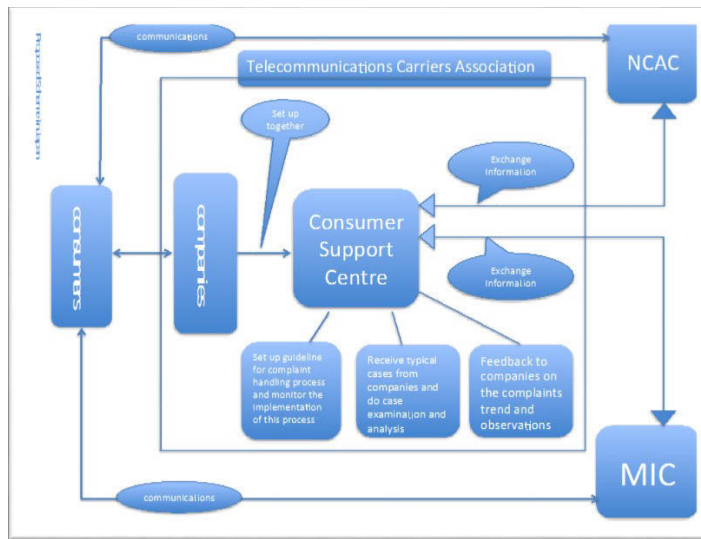 communications
NCAC
Telecommunications Carriers Association
Set up
together
Exchange
Information
consumers
companies
Consumer
Support
Centre
Exchange
Information
Set up guideline
for complaint
handling process
and monitor the
implementation
of this process
Receive typical
cases from
companies and
do case
examination and
analysis
Feedback to
companies on
the complaints
trend and
observations
MIC
communications